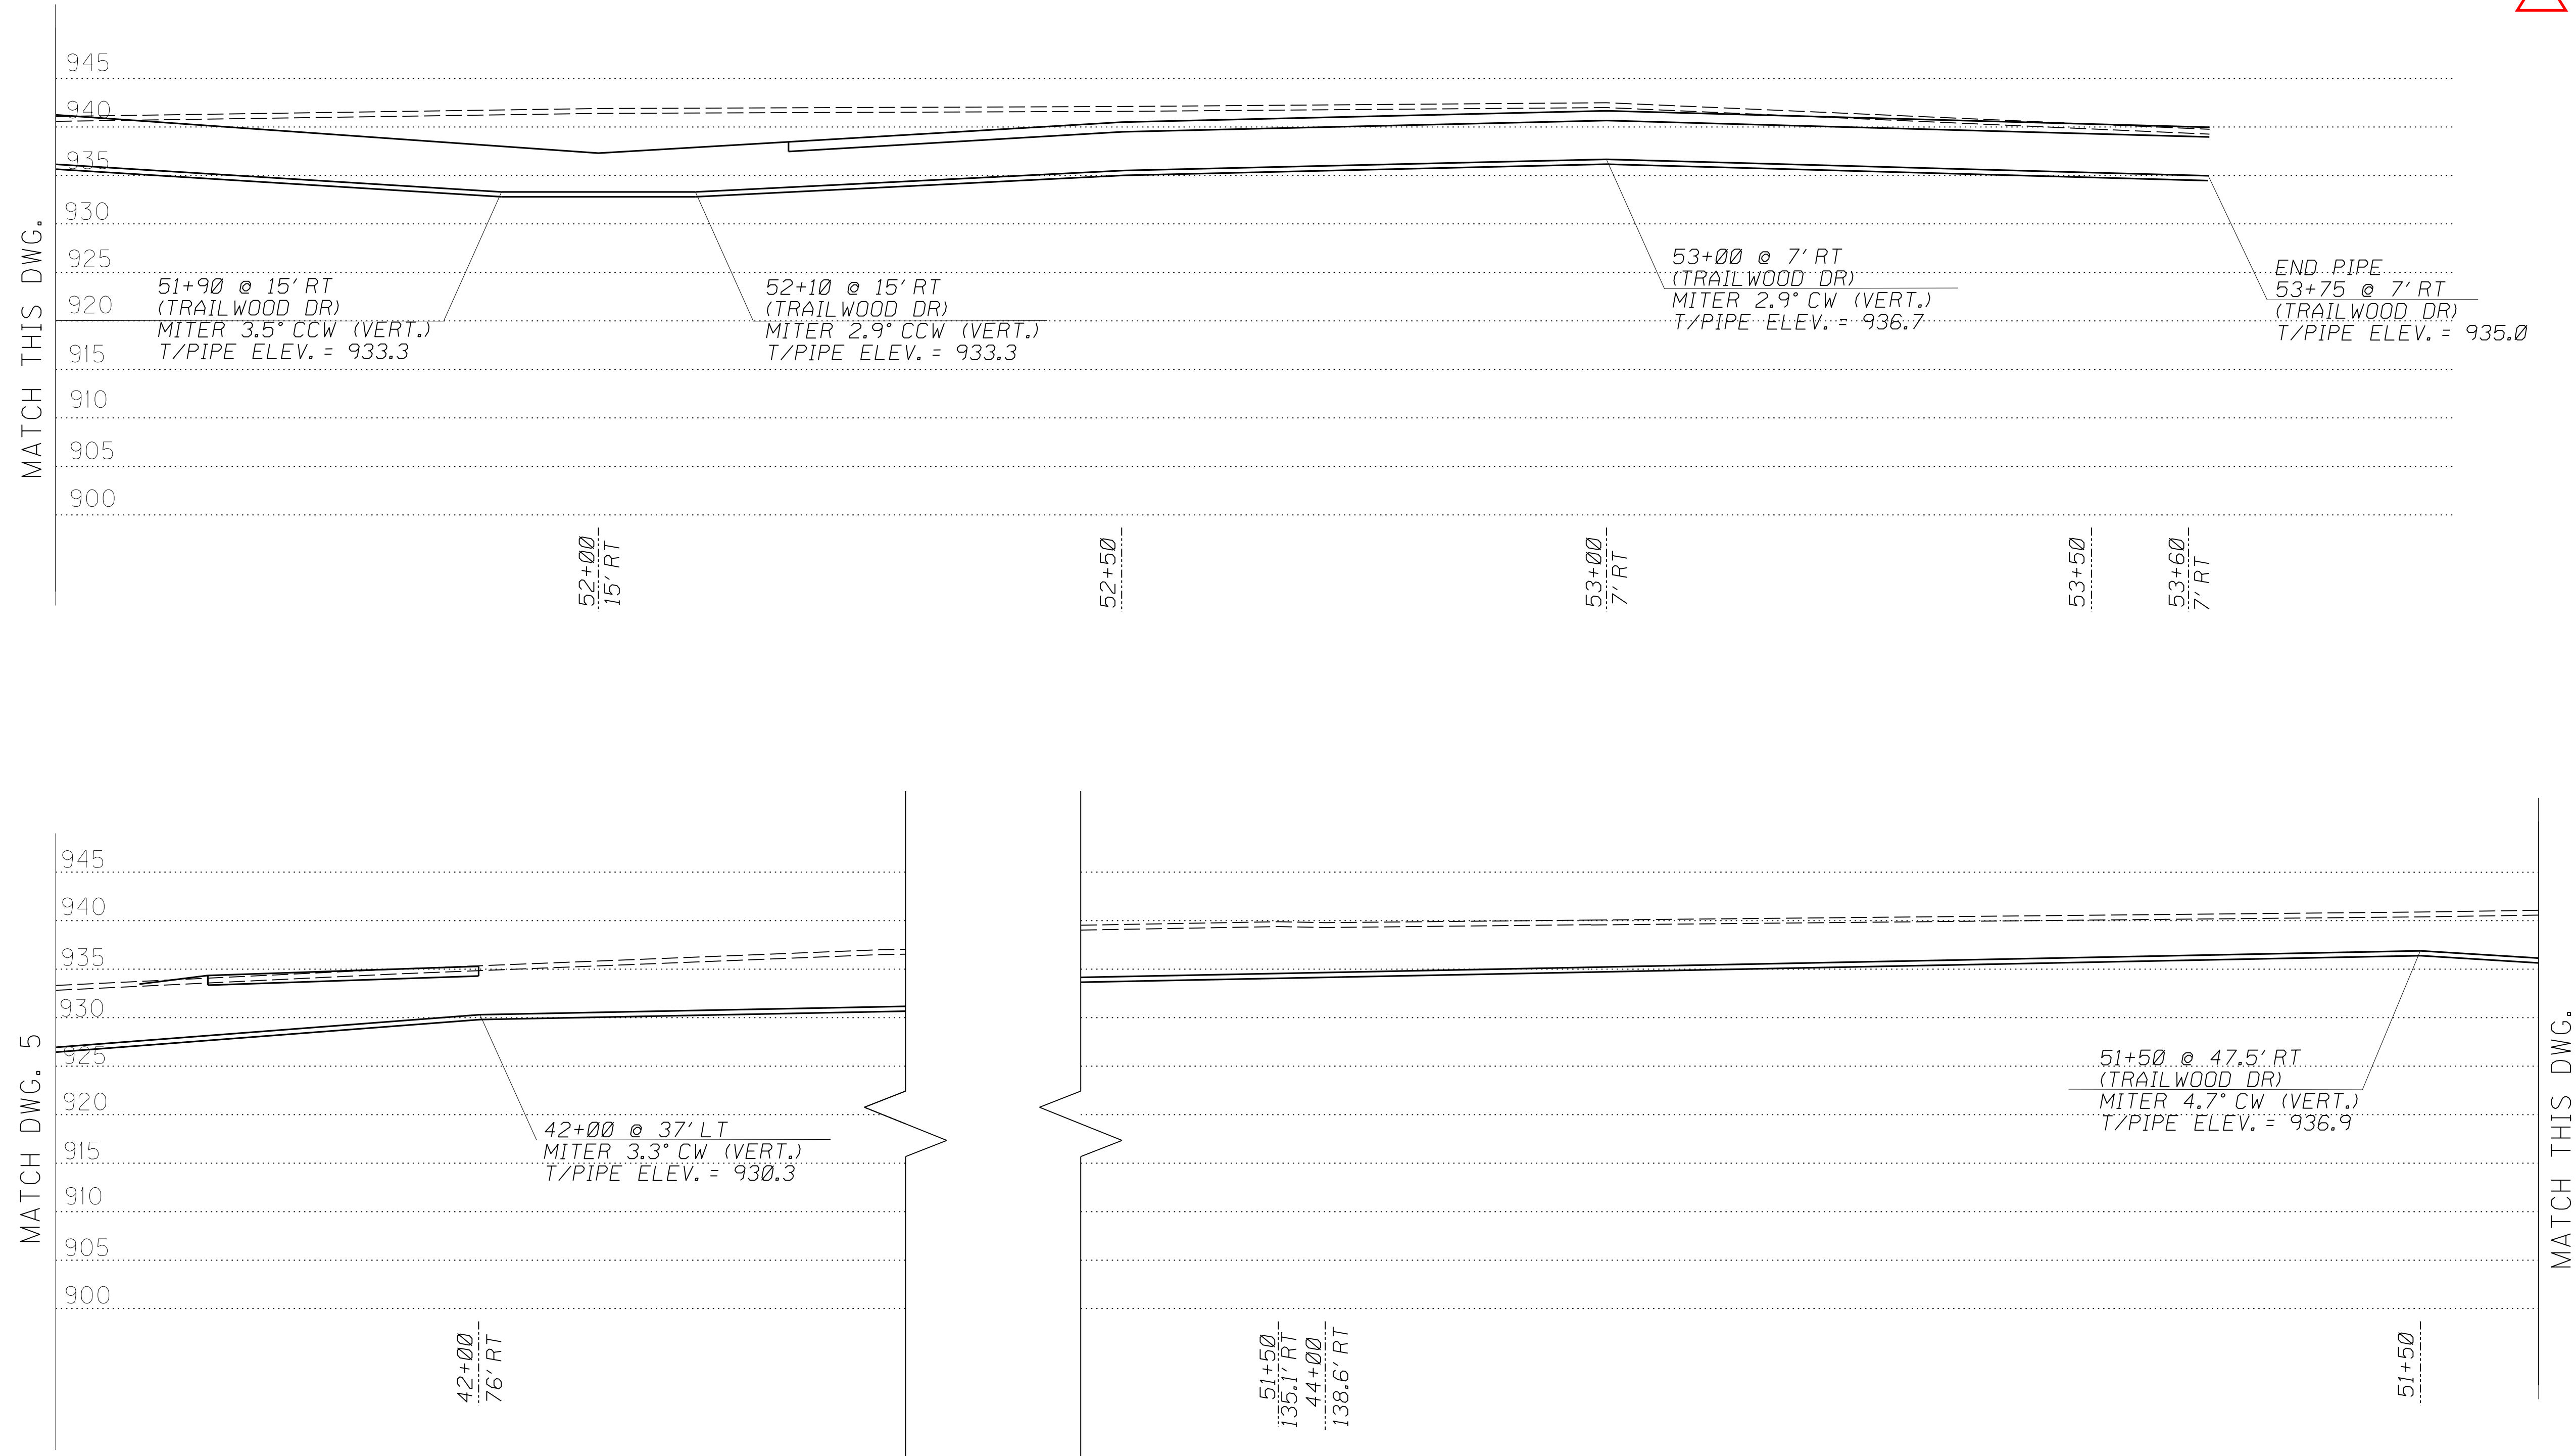 945
940
935
930
925
920
915
910
905
900
MATCH THIS DWG.
51+90 @ 15' RT
(TRAILWOOD DR)
MITER 3.5° CCW (VERT.)
T/PIPE ELEV. = 933.3
52+10 @ 15' RT
(TRAILWOOD DR)
MITER 2.9° CCW (VERT.)
T/PIPE ELEV. = 933.3
53+00 @ 7' RT
(TRAILWOOD DR)
MITER 2.9° CW (VERT.)
T/PIPE ELEV. = 936.7
END PIPE
53+75 @ 7' RT
(TRAILWOOD DR)
T/PIPE ELEV. = 935.0
52+00
15' RT
52+50
53+00
7' RT
53+50
53+60
7' RT
945
940
935
930
925
920
915
910
905
900
MATCH DWG. 5
42+00 @ 37' LT
MITER 3.3° CW (VERT.)
T/PIPE ELEV. = 930.3
51+50 @ 47.5' RT
(TRAILWOOD DR)
MITER 4.7° CW (VERT.)
T/PIPE ELEV. = 936.9
MATCH THIS DWG.
42+00
76' RT
51+50
135.1' RT
44+00
138.6' RT
51+50